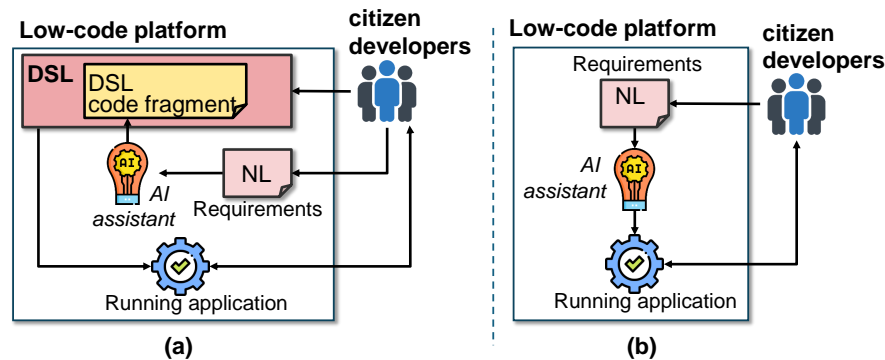 Low-code platform
citizen
developers
DSL
DSL
code fragment
AI
AI
assistant
NL
Requirements
Running application
(a)
Low-code platform
citizen
developers
Requirements
NL
AI
AI
assistant
Running application
(b)